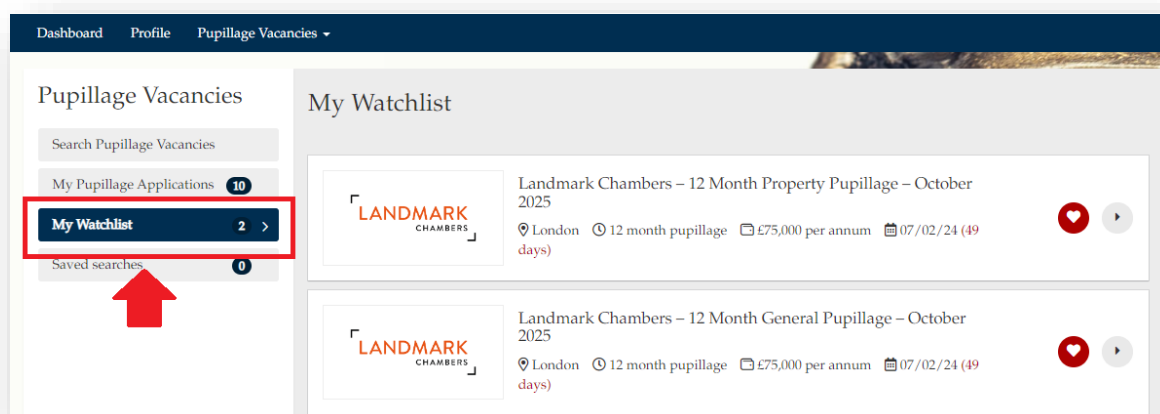 Dashboard Profile Pupillage Vacancies
Pupillage Vacancies
Search Pupillage Vacancies
My Pupillage Applications 10
My Watchlist 2
Saved searches 0
My Watchlist
LANDMARK
CHAMBERS
Landmark Chambers – 12 Month Property Pupillage – October
2025
London 12 month pupillage £75,000 per annum 07/02/24 (49
days)
LANDMARK
CHAMBERS
Landmark Chambers – 12 Month General Pupillage – October
2025
London 12 month pupillage £75,000 per annum 07/02/24 (49
days)